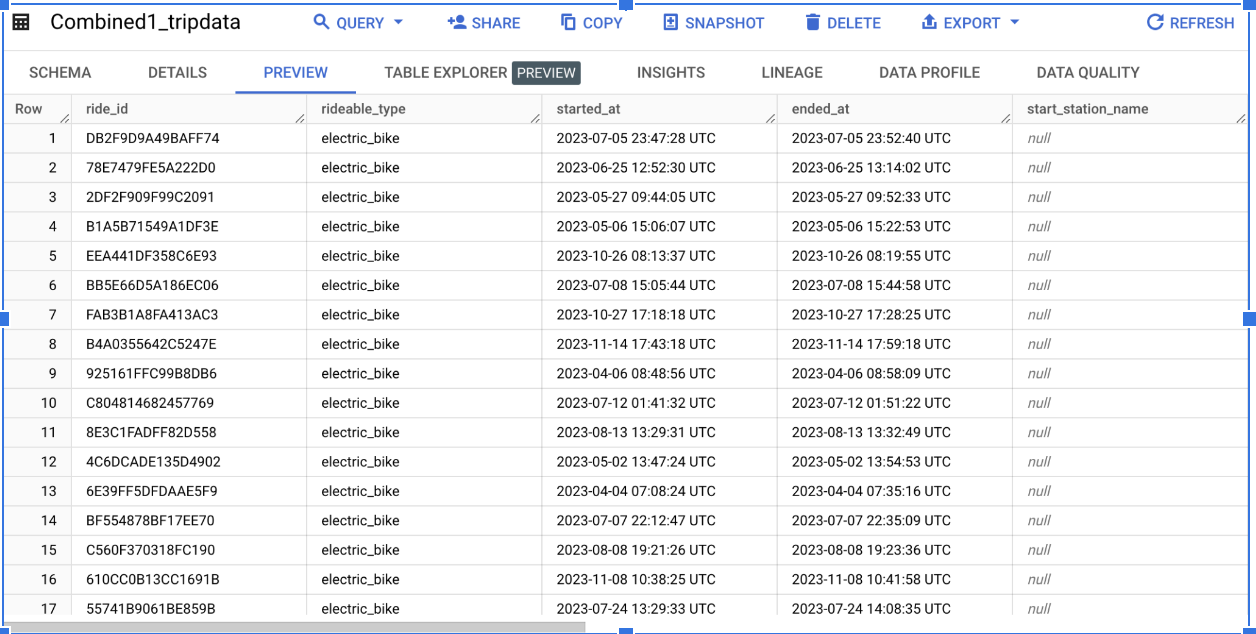 Combined1_tripdata QUERY SHARE COPY SNAPSHOT DELETE EXPORT REFRESH
SCHEMA DETAILS PREVIEW TABLE EXPLORER PREVIEW INSIGHTS LINEAGE DATA PROFILE DATA QUALITY
Row ride_id rideable_type started_at ended_at start_station_name
1 DB2F9D9A49BAFF74 electric_bike 2023-07-05 23:47:28 UTC 2023-07-05 23:52:40 UTC null
2 78E7479FE5A222D0 electric_bike 2023-06-25 12:52:30 UTC 2023-06-25 13:14:02 UTC null
3 2DF2F909F99C2091 electric_bike 2023-05-27 09:44:05 UTC 2023-05-27 09:52:33 UTC null
4 B1A5B71549A1DF3E electric_bike 2023-05-06 15:06:07 UTC 2023-05-06 15:22:53 UTC null
5 EEA441DF358C6E93 electric_bike 2023-10-26 08:13:37 UTC 2023-10-26 08:19:55 UTC null
6 BB5E66D5A186EC06 electric_bike 2023-07-08 15:05:44 UTC 2023-07-08 15:44:58 UTC null
7 FAB3B1A8FA413AC3 electric_bike 2023-10-27 17:18:18 UTC 2023-10-27 17:28:25 UTC null
8 B4A0355642C5247E electric_bike 2023-11-14 17:43:18 UTC 2023-11-14 17:59:18 UTC null
9 925161FFC99B8DB6 electric_bike 2023-04-06 08:48:56 UTC 2023-04-06 08:58:09 UTC null
10 C804814682457769 electric_bike 2023-07-12 01:41:32 UTC 2023-07-12 01:51:22 UTC null
11 8E3C1FADFF82D558 electric_bike 2023-08-13 13:29:31 UTC 2023-08-13 13:32:49 UTC null
12 4C6DCADE135D4902 electric_bike 2023-05-02 13:47:24 UTC 2023-05-02 13:54:53 UTC null
13 6E39FF5DFDAAE5F9 electric_bike 2023-04-04 07:08:24 UTC 2023-04-04 07:35:16 UTC null
14 BF554878BF17EE70 electric_bike 2023-07-07 22:12:47 UTC 2023-07-07 22:35:09 UTC null
15 C560F370318FC190 electric_bike 2023-08-08 19:21:26 UTC 2023-08-08 19:23:36 UTC null
16 610CC0B13CC1691B electric_bike 2023-11-08 10:38:25 UTC 2023-11-08 10:41:58 UTC null
17 55741B9061BE859B electric_bike 2023-07-24 13:29:33 UTC 2023-07-24 14:08:35 UTC null